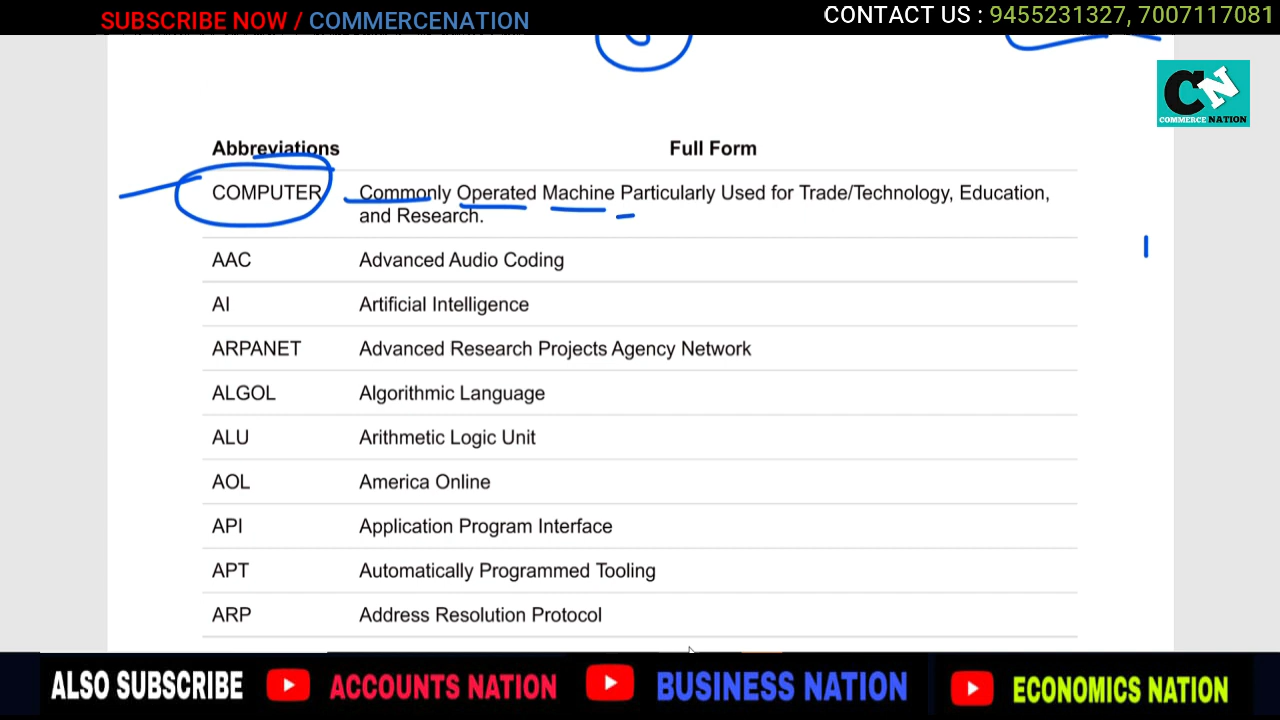 SUBSCRIBE NOW / COMMERCENATION
CONTACT US : 9455231327, 7007117081
CN
COMMERCE NATION
Abbreviations Full Form
COMPUTER Commonly Operated Machine Particularly Used for Trade/Technology, Education,
and Research.
AAC Advanced Audio Coding
AI Artificial Intelligence
ARPANET Advanced Research Projects Agency Network
ALGOL Algorithmic Language
ALU Arithmetic Logic Unit
AOL America Online
API Application Program Interface
APT Automatically Programmed Tooling
ARP Address Resolution Protocol
ALSO SUBSCRIBE ACCOUNTS NATION BUSINESS NATION ECONOMICS NATION